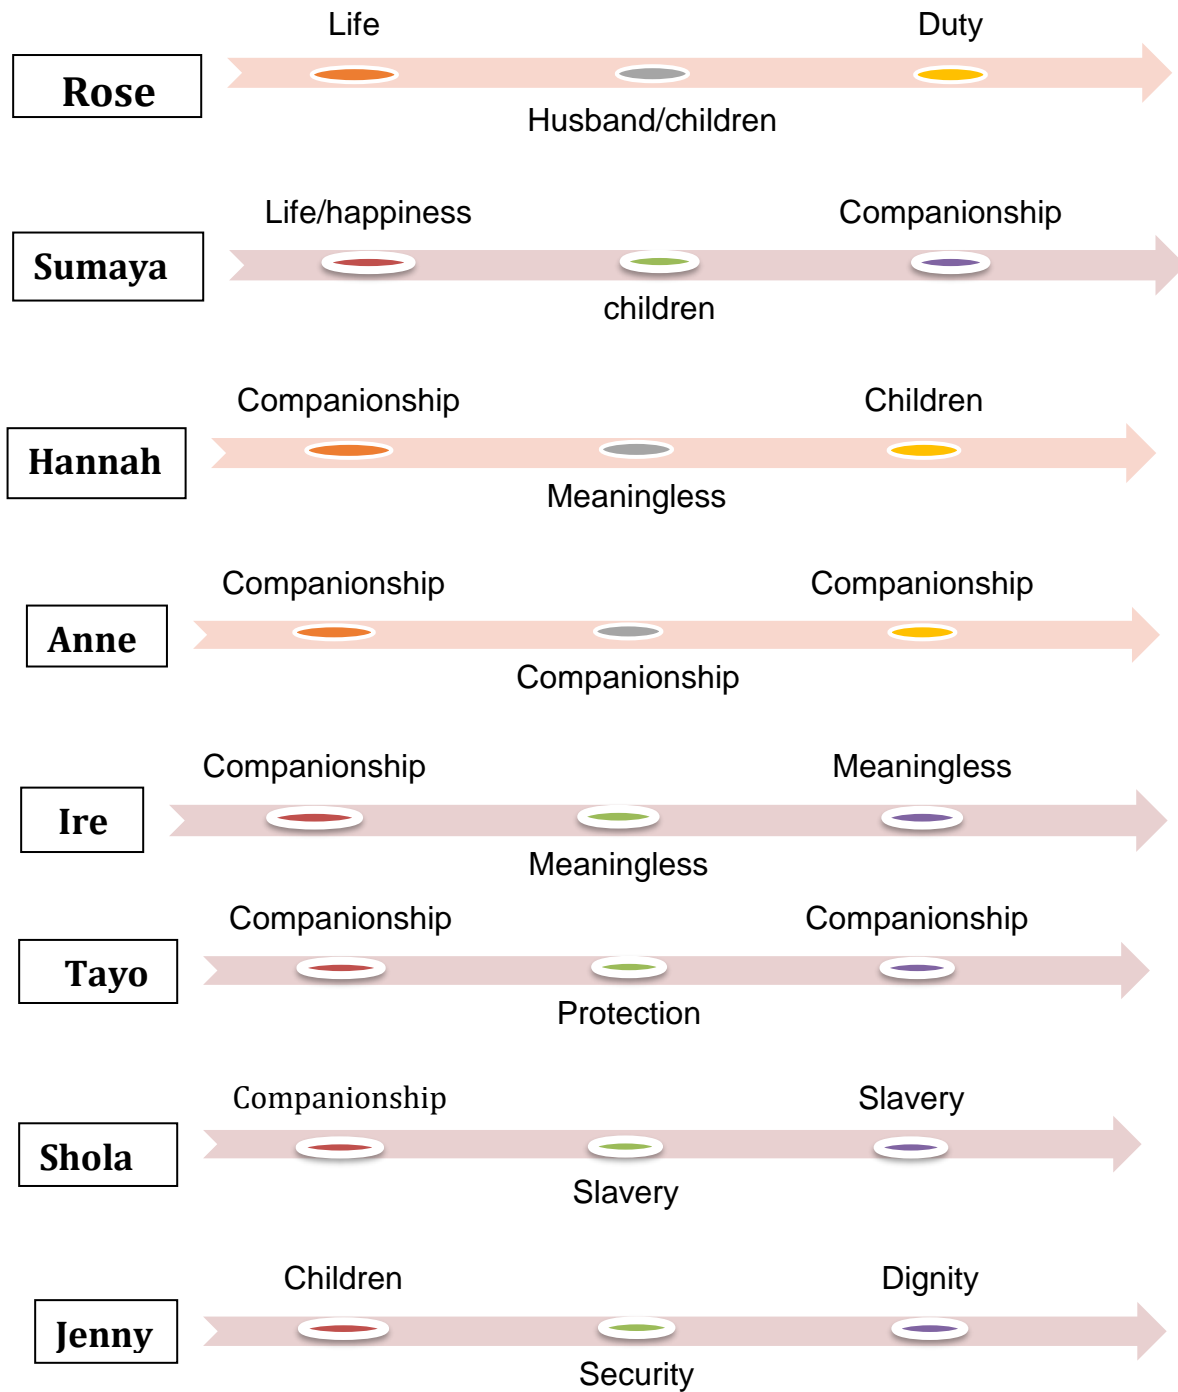 Life Duty
Rose
Husband/children
Life/happiness Companionship
Sumaya
children
Companionship Children
Hannah
Meaningless
Companionship Companionship
Anne
Companionship
Companionship Meaningless
Ire
Meaningless
Companionship Companionship
Tayo
Protection
Companionship Slavery
Shola
Slavery
Children Dignity
Jenny
Security